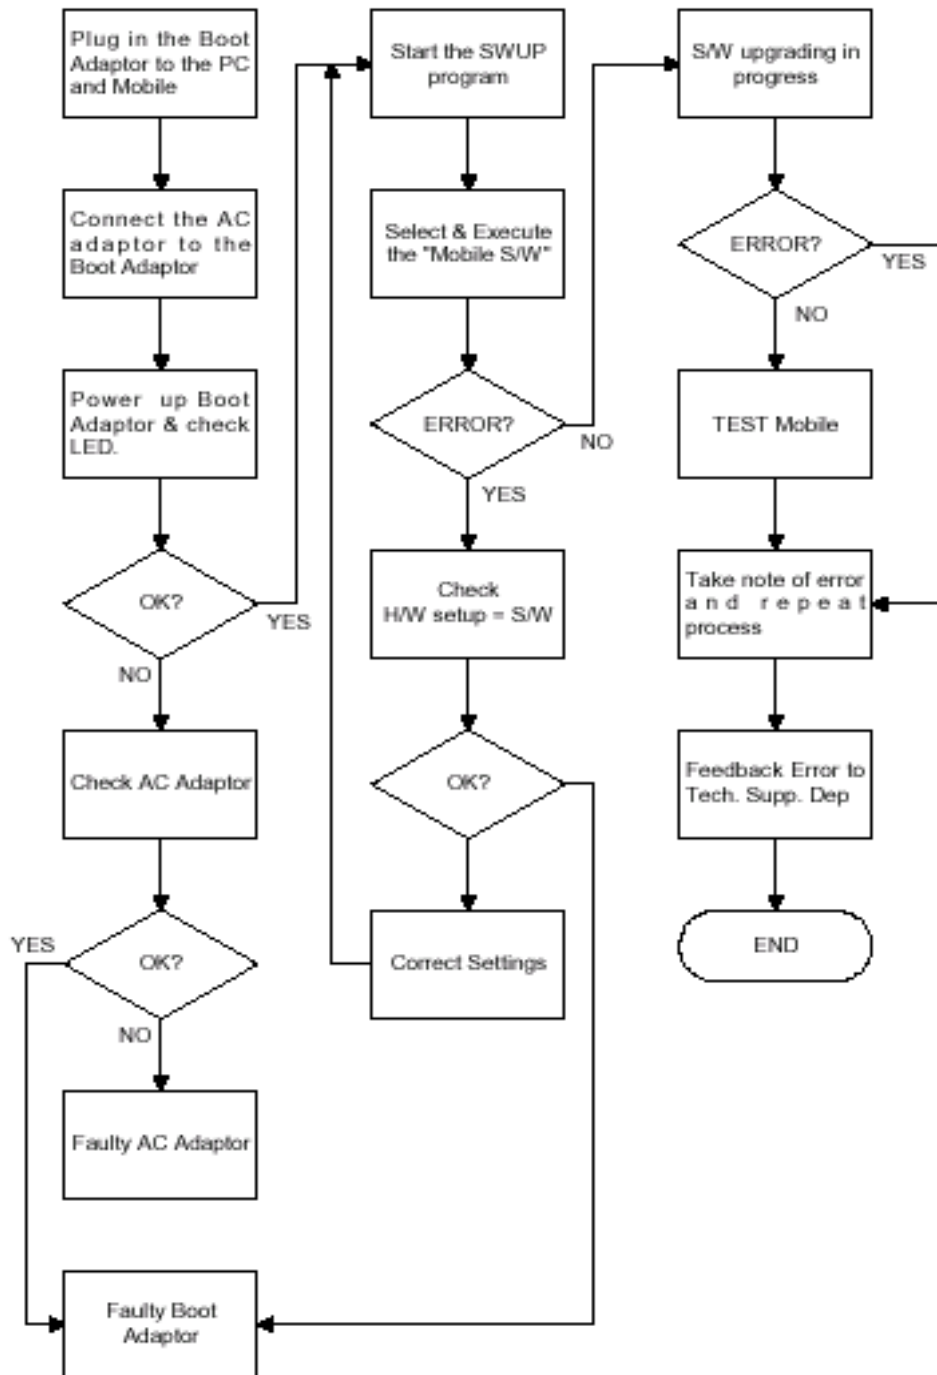 Plug in the Boot
Adaptor to the PC
and Mobile
Connect the AC
adaptor to the
Boot Adaptor
Power up Boot
Adaptor & check
LED.
OK?
YES
NO
Check AC Adaptor
YES
OK?
NO
Faulty AC Adaptor
Faulty Boot
Adaptor
Start the SWUP
program
Select & Execute
the "Mobile S/W"
ERROR?
NO
YES
Check
H/W setup = S/W
OK?
Correct Settings
S/W upgrading in
progress
ERROR?
YES
NO
TEST Mobile
Take note of error
and repeat
process
Feedback Error to
Tech. Supp. Dep
END